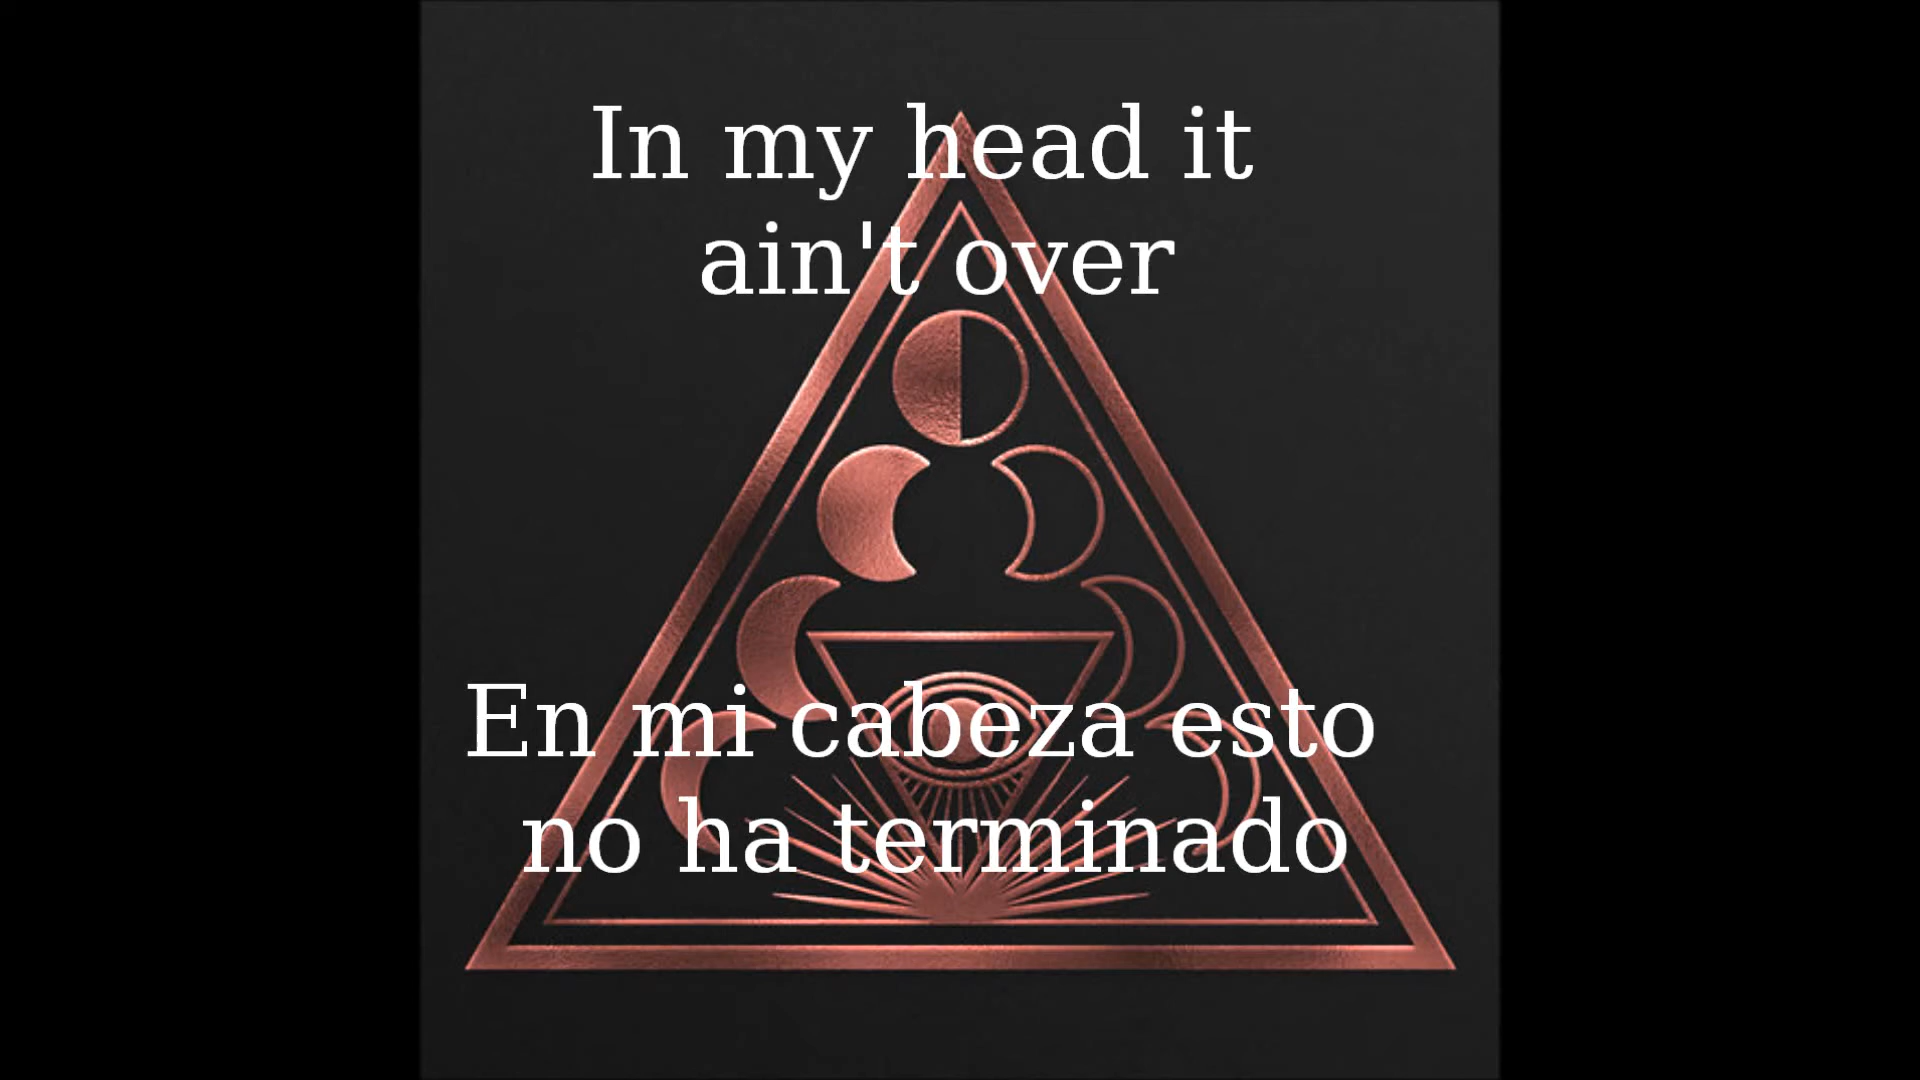 In my head it
ain't over
En mi cabeza esto
no ha terminado